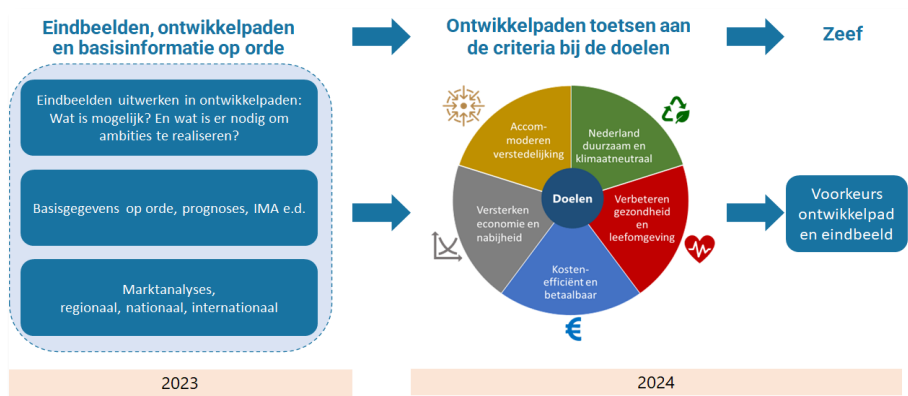 Eindbeelden, ontwikkelpaden
en basisinformatie op orde
Ontwikkelpaden toetsen aan
de criteria bij de doelen
Zeef
Eindbeelden uitwerken in ontwikkelpaden:
Wat is mogelijk? En wat is er nodig om
ambities te realiseren?
Basisgegevens op orde, prognoses, IMA e.d.
Marktanalyses,
regionaal, nationaal, internationaal
Accom-
moderen
verstedelijking
Nederland
duurzaam en
klimaatneutraal
Doelen
Versterken
economie en
nabijheid
Verbeteren
gezondheid
en
leefomgeving
Kosten-
efficiënt en
betaalbaar
€
Voorkeurs
ontwikkelpad
en eindbeeld
2023
2024